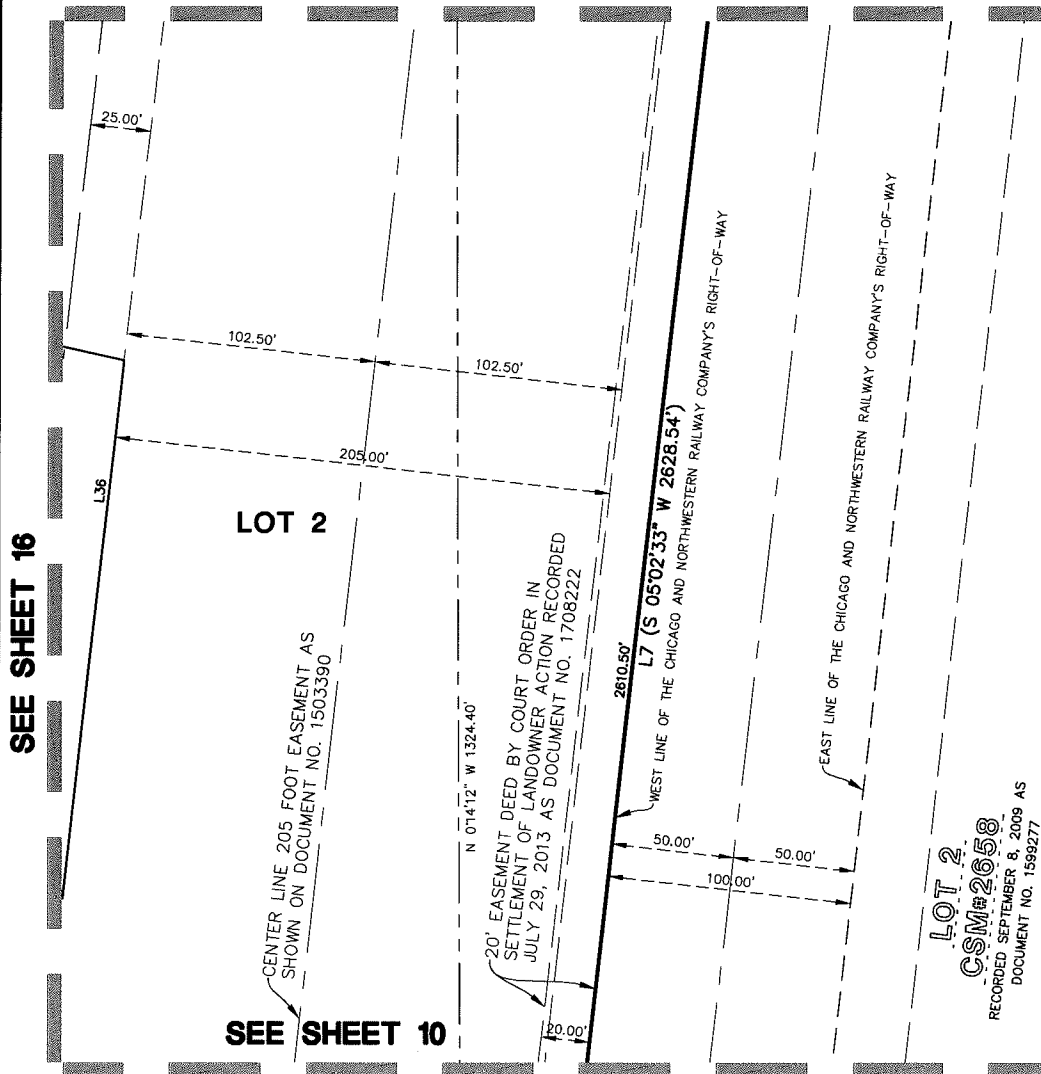 25.00'
102.50'
102.50'
205.00'
L36
SEE SHEET 16
LOT 2
CENTER LINE 205 FOOT EASEMENT AS
SHOWN ON DOCUMENT NO. 1503390
N 0°14'12" W 1324.40'
20' EASEMENT DEED BY COURT ORDER IN
SETTLEMENT OF LANDOWNER ACTION RECORDED
JULY 29, 2013 AS DOCUMENT NO. 1708222
2610.50'
L7 (S 05°02'33" W 2628.54')
WEST LINE OF THE CHICAGO AND NORTHWESTERN RAILWAY COMPANY'S RIGHT-OF-WAY
EAST LINE OF THE CHICAGO AND NORTHWESTERN RAILWAY COMPANY'S RIGHT-OF-WAY
50.00'
50.00'
100.00'
LOT 2
CSM#2658
RECORDED SEPTEMBER 8, 2009 AS
DOCUMENT NO. 1599277
SEE SHEET 10
20.00'